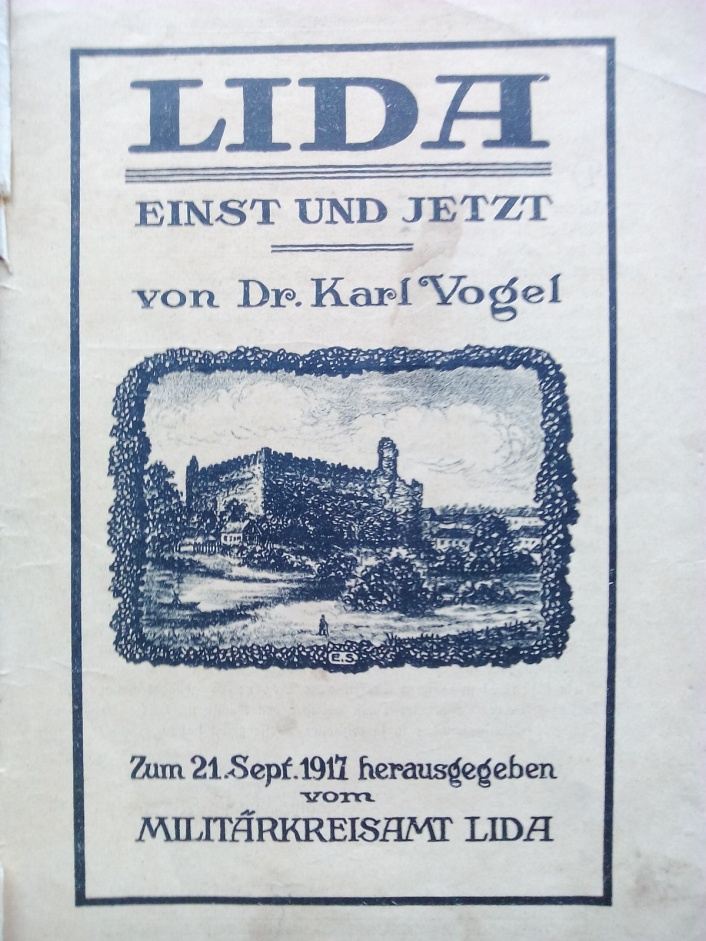 LIDA
EINST UND JETZT
von Dr. Karl Vogel
E.S
Zum 21. Sept. 1917 herausgegeben
vom
MILITÄRKREISAMT LIDA